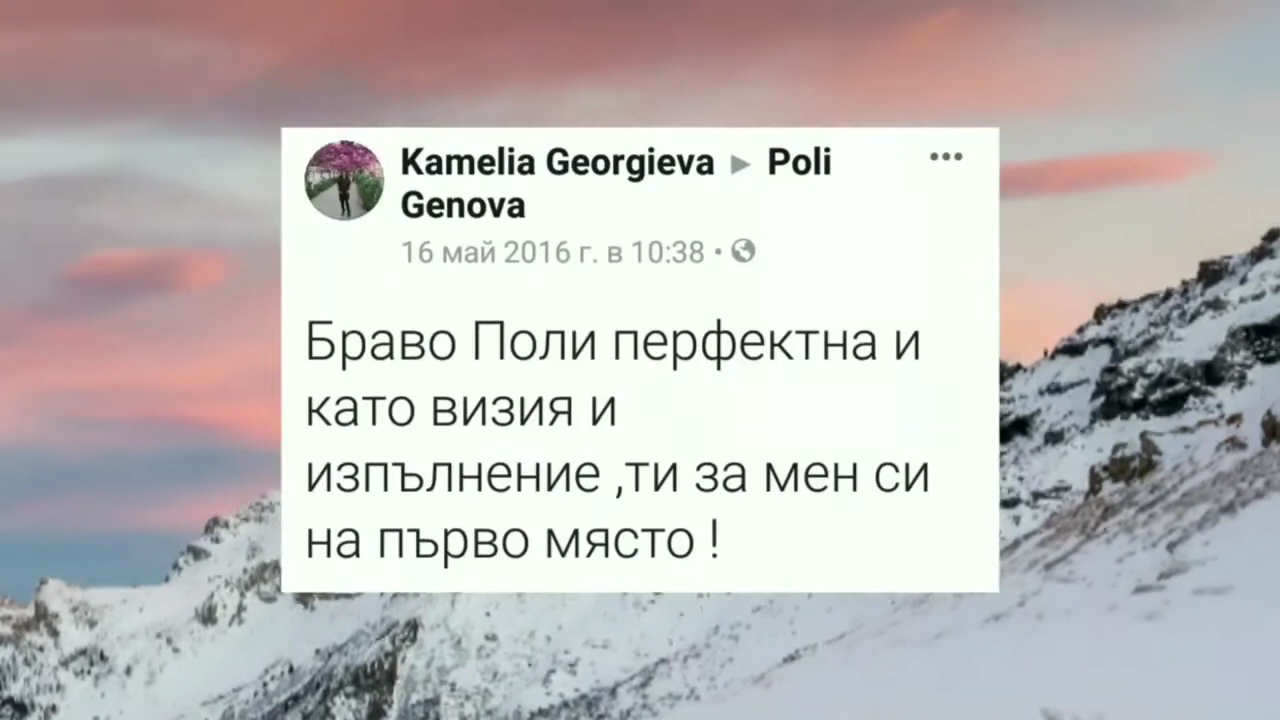 Kamelia Georgieva ▸ Poli
Genova
16 май 2016 г. в 10:38 •
Браво Поли перфектна и
като визия и
изпълнение ,ти за мен си
на първо място !